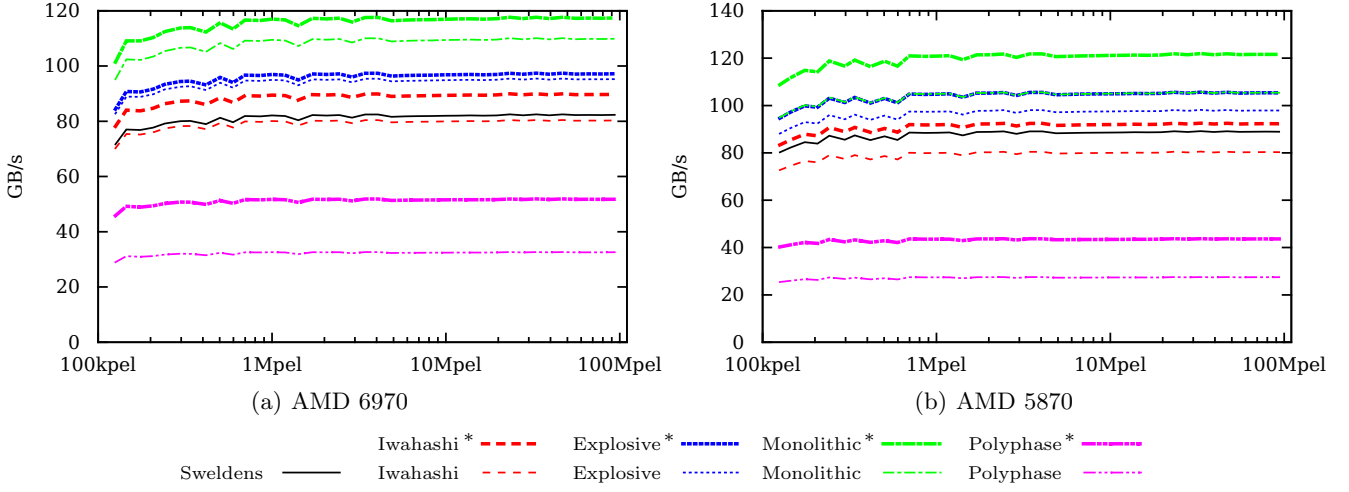 GB/s
120
100
80
60
40
20
0
100kpel 1Mpel 10Mpel 100Mpel
(a) AMD 6970
GB/s
140
120
100
80
60
40
20
0
100kpel 1Mpel 10Mpel 100Mpel
(b) AMD 5870
Iwahashi* Explosive* Monolithic* Polyphase*
Sweldens Iwahashi Explosive Monolithic Polyphase